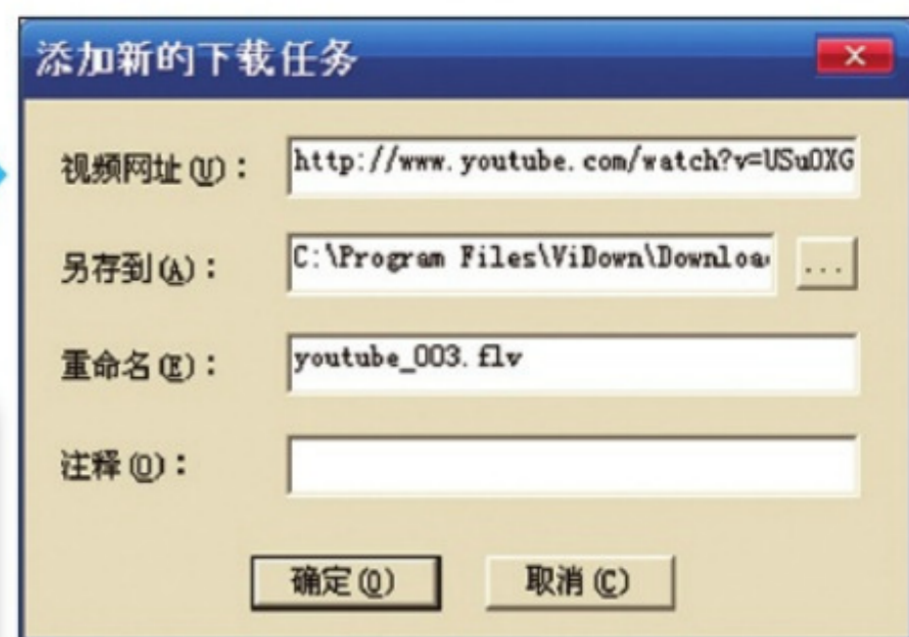 添加新的下载任务
视频网址(U)： http://www.youtube.com/watch?v=USuOXG
另存到(A)： C:\Program Files\ViDown\Downloa ...
重命名(E)： youtube_003.flv
注释(O)：
确定(O) 取消(C)